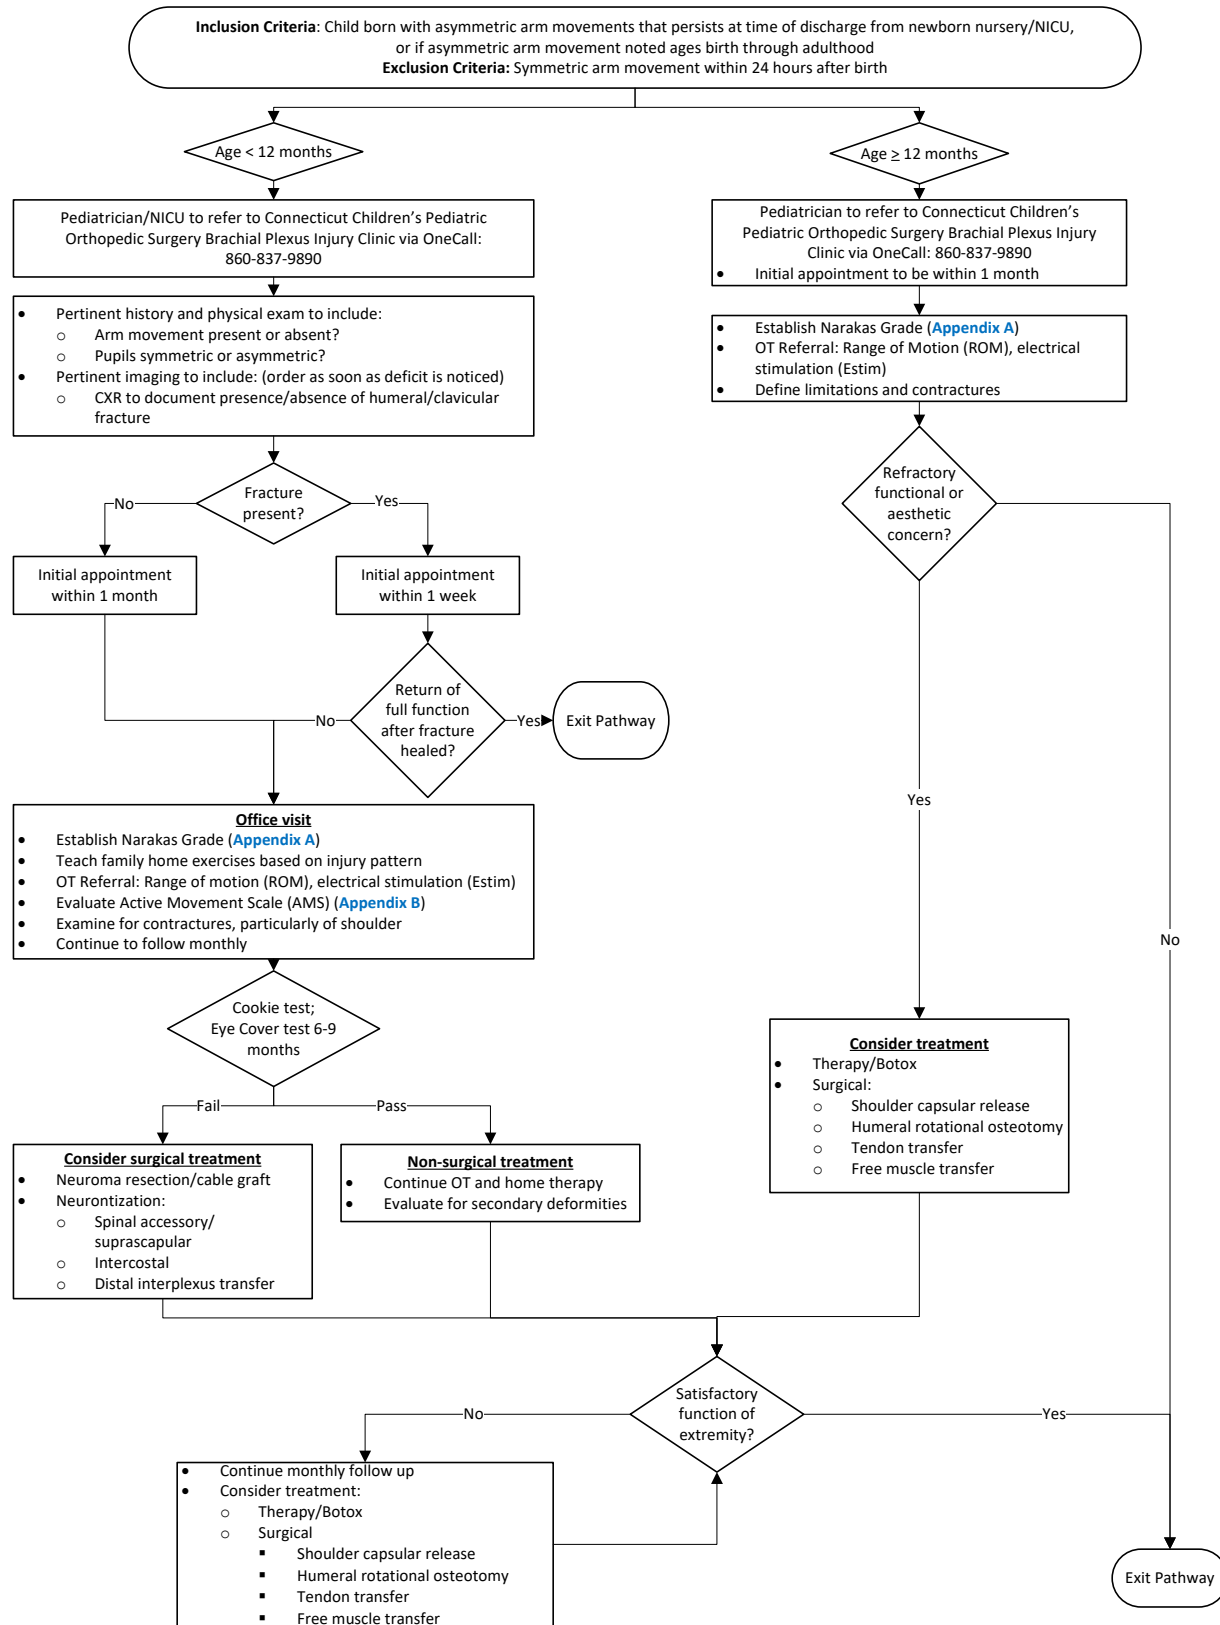 Inclusion Criteria: Child born with asymmetric arm movements that persists at time of discharge from newborn nursery/NICU,
or if asymmetric arm movement noted ages birth through adulthood
Exclusion Criteria: Symmetric arm movement within 24 hours after birth
Age < 12 months
Age ≥ 12 months
Pediatrician/NICU to refer to Connecticut Children's Pediatric
Orthopedic Surgery Brachial Plexus Injury Clinic via OneCall:
860-837-9890
Pediatrician to refer to Connecticut Children's
Pediatric Orthopedic Surgery Brachial Plexus Injury
Clinic via OneCall: 860-837-9890
• Initial appointment to be within 1 month
• Pertinent history and physical exam to include:
o Arm movement present or absent?
o Pupils symmetric or asymmetric?
• Pertinent imaging to include: (order as soon as deficit is noticed)
o CXR to document presence/absence of humeral/clavicular
fracture
• Establish Narakas Grade (Appendix A)
• OT Referral: Range of Motion (ROM), electrical
stimulation (Estim)
• Define limitations and contractures
Fracture
present?
No
Yes
Refractory
functional or
aesthetic
concern?
Initial appointment
within 1 month
Initial appointment
within 1 week
Return of
full function
after fracture
healed?
No
Yes
Exit Pathway
Yes
No
Office visit
• Establish Narakas Grade (Appendix A)
• Teach family home exercises based on injury pattern
• OT Referral: Range of motion (ROM), electrical stimulation (Estim)
• Evaluate Active Movement Scale (AMS) (Appendix B)
• Examine for contractures, particularly of shoulder
• Continue to follow monthly
Cookie test;
Eye Cover test 6-9
months
Fail
Pass
Consider surgical treatment
• Neuroma resection/cable graft
• Neurontization:
o Spinal accessory/
suprascapular
o Intercostal
o Distal interplexus transfer
Non-surgical treatment
• Continue OT and home therapy
• Evaluate for secondary deformities
Consider treatment
• Therapy/Botox
• Surgical:
o Shoulder capsular release
o Humeral rotational osteotomy
o Tendon transfer
o Free muscle transfer
Satisfactory
function of
extremity?
No
Yes
• Continue monthly follow up
• Consider treatment:
o Therapy/Botox
o Surgical
▪ Shoulder capsular release
▪ Humeral rotational osteotomy
▪ Tendon transfer
▪ Free muscle transfer
Exit Pathway